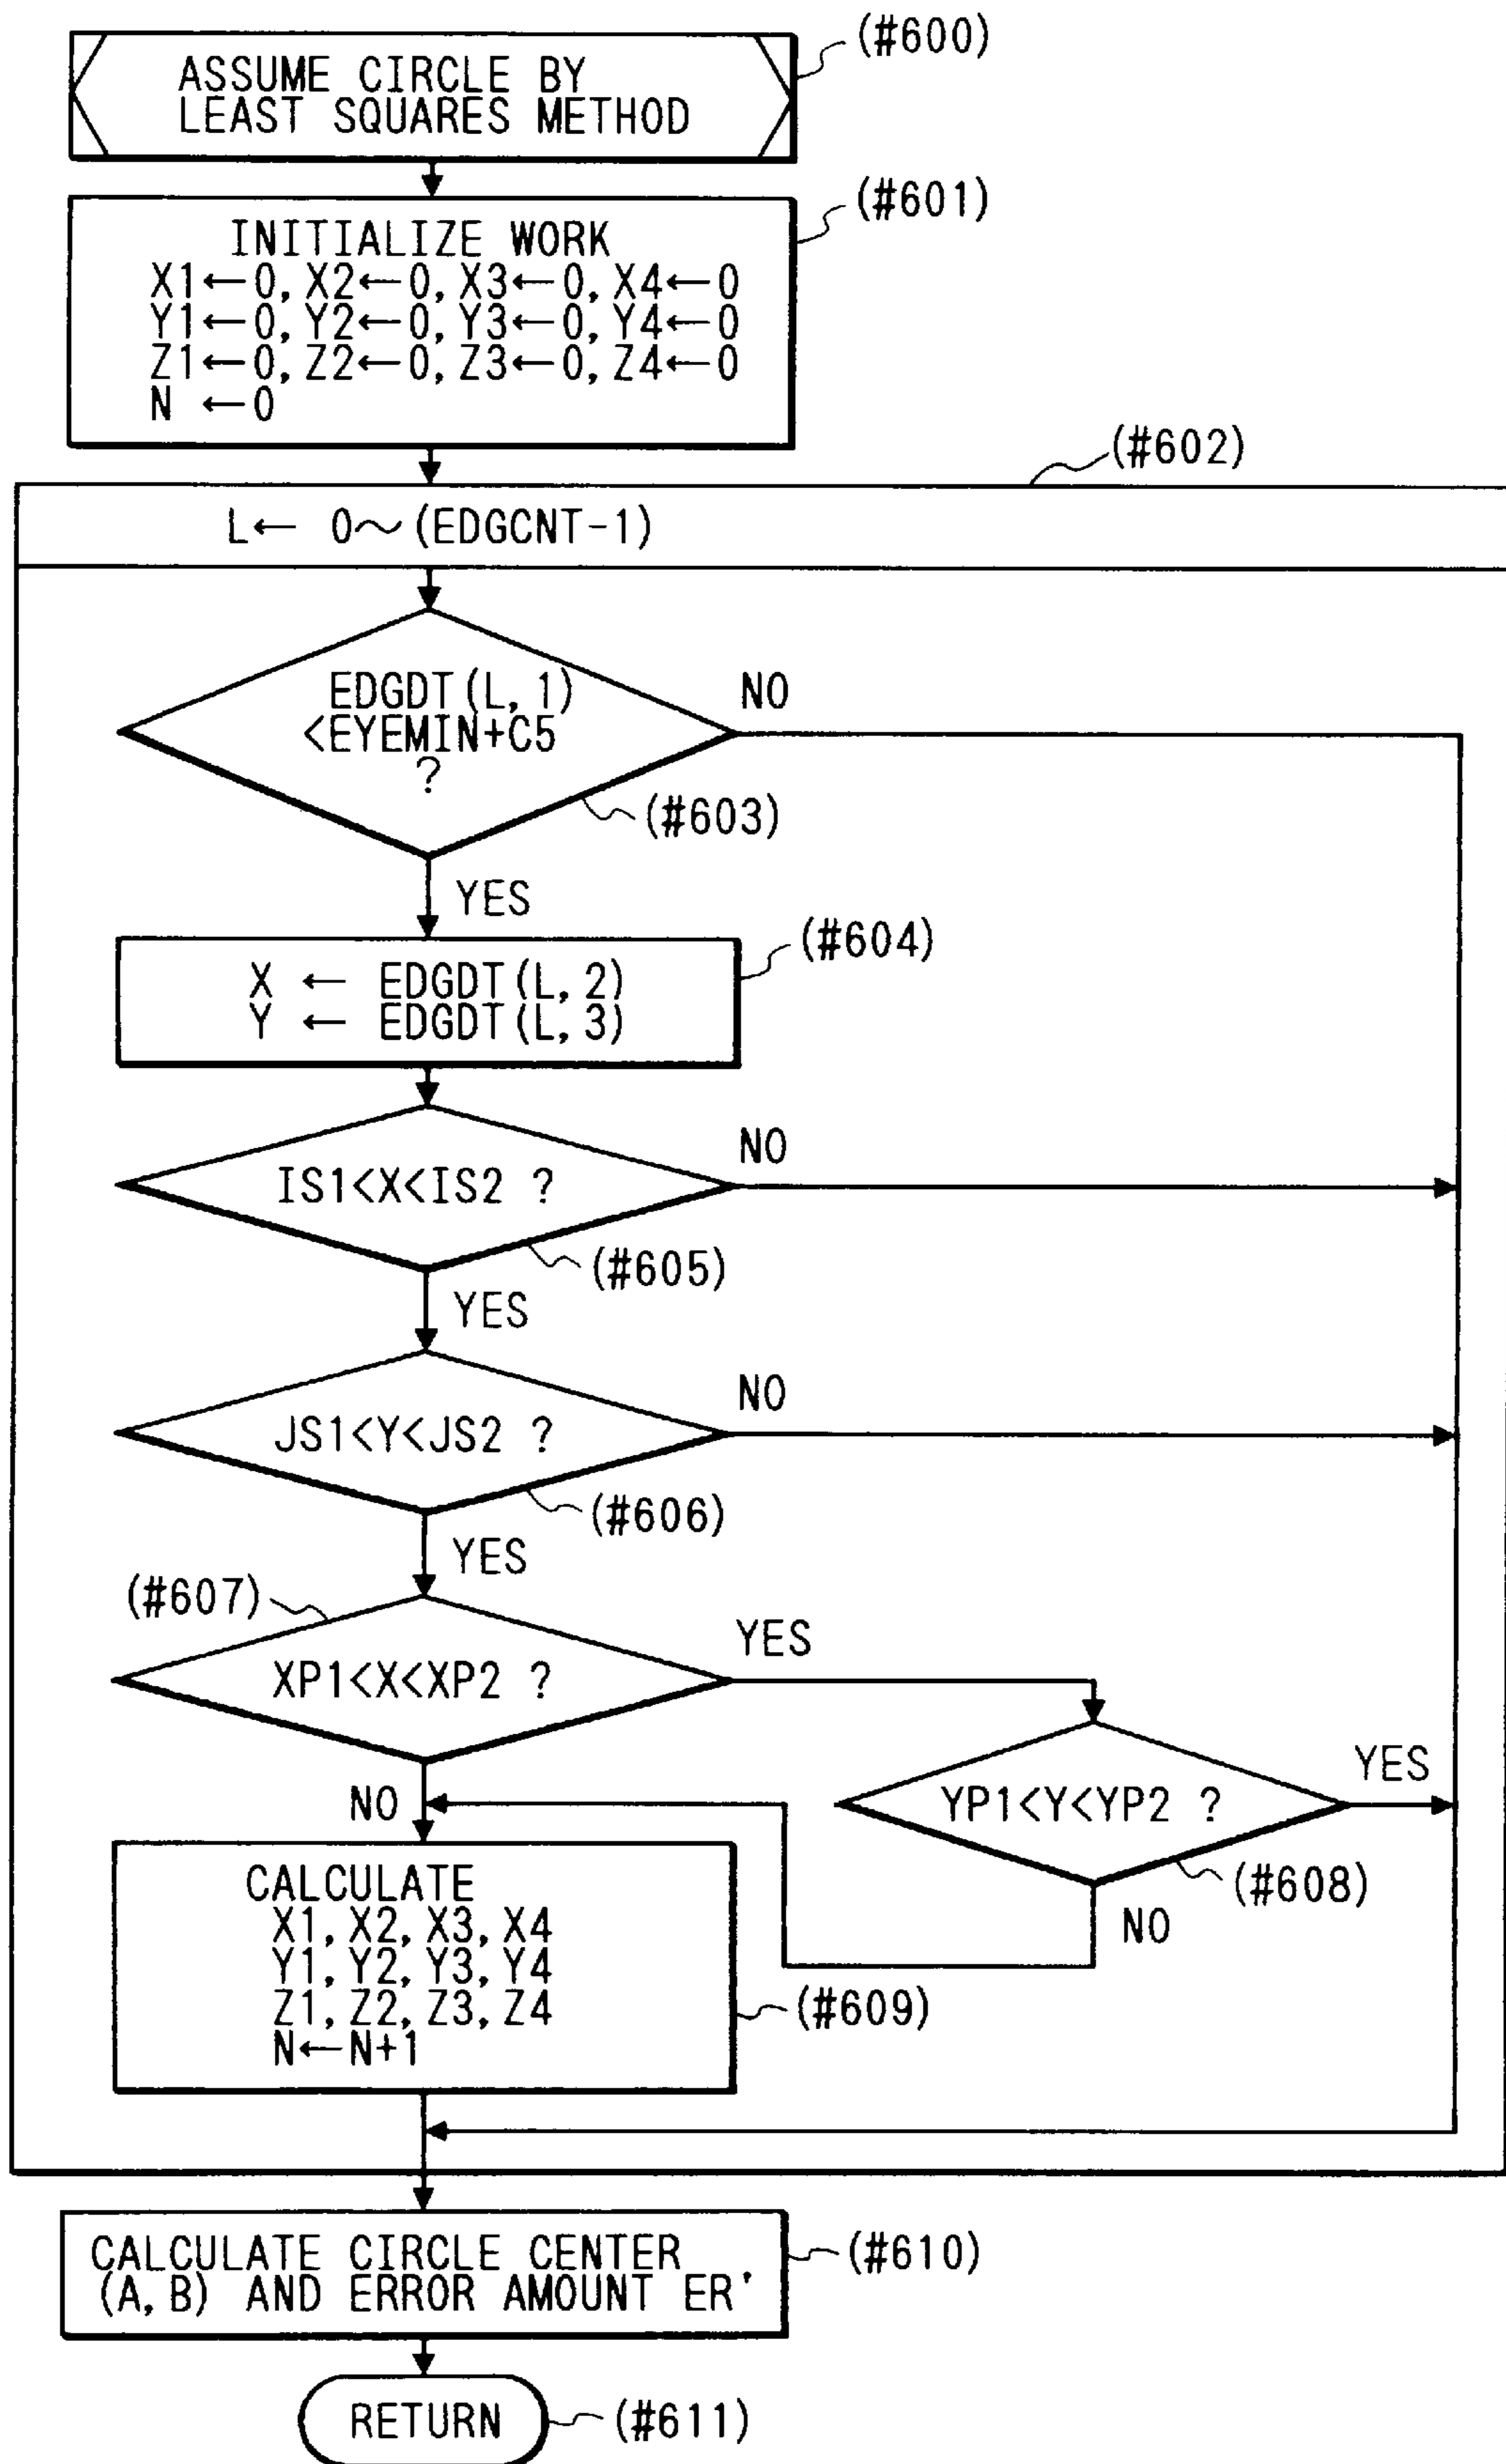 (#600)
ASSUME CIRCLE BY
LEAST SQUARES METHOD
(#601)
INITIALIZE WORK
X1←0, X2←0, X3←0, X4←0
Y1←0, Y2←0, Y3←0, Y4←0
Z1←0, Z2←0, Z3←0, Z4←0
N ←0
(#602)
L← 0~(EDGCNT-1)
EDGDT(L, 1)
<EYEMIN+C5
?
NO
(#603)
YES
(#604)
X ← EDGDT(L, 2)
Y ← EDGDT(L, 3)
IS1<X<IS2 ?
NO
(#605)
YES
JS1<Y<JS2 ?
NO
(#606)
YES
(#607)
XP1<X<XP2 ?
YES
NO
YP1<Y<YP2 ?
YES
(#608)
NO
CALCULATE
X1, X2, X3, X4
Y1, Y2, Y3, Y4
Z1, Z2, Z3, Z4
N←N+1
(#609)
CALCULATE CIRCLE CENTER
(A, B) AND ERROR AMOUNT ER'
(#610)
RETURN
(#611)